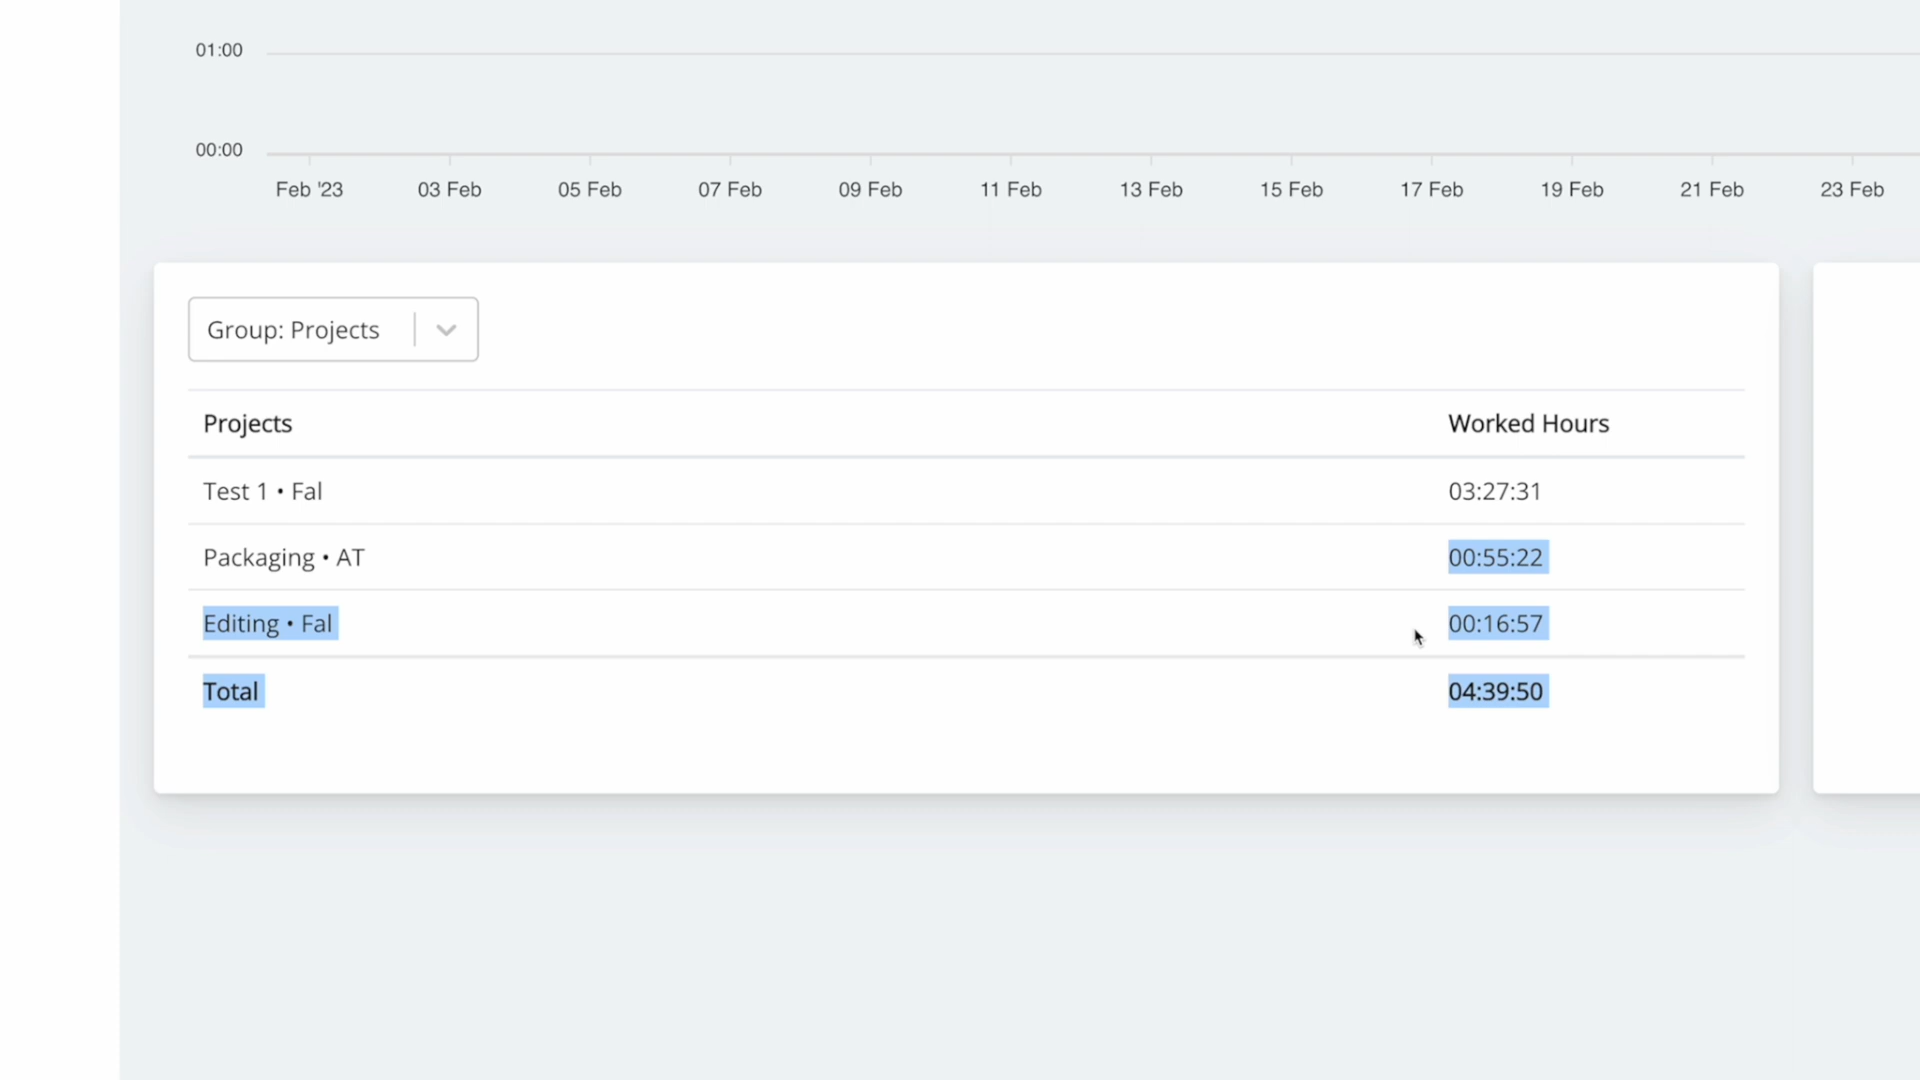 01:00
00:00
Feb '23 03 Feb 05 Feb 07 Feb 09 Feb 11 Feb 13 Feb 15 Feb 17 Feb 19 Feb 21 Feb 23 Feb
Group: Projects
Projects Worked Hours
Test 1 • Fal 03:27:31
Packaging • AT 00:55:22
Editing • Fal 00:16:57
Total 04:39:50